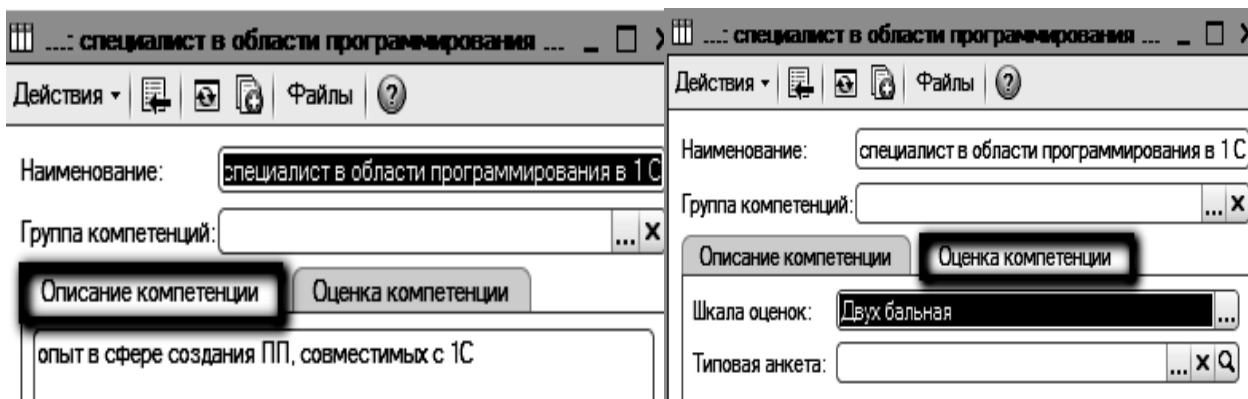 ...: специалист в области программирования ...
Действия
Файлы
Наименование: специалист в области программирования в 1С
Группа компетенций:
Описание компетенции
Оценка компетенции
опыт в сфере создания ПП, совместимых с 1С
...: специалист в области программирования ...
Действия
Файлы
Наименование: специалист в области программирования в 1С
Группа компетенций:
Описание компетенции
Оценка компетенции
Шкала оценок: Двух бальная
Типовая анкета: